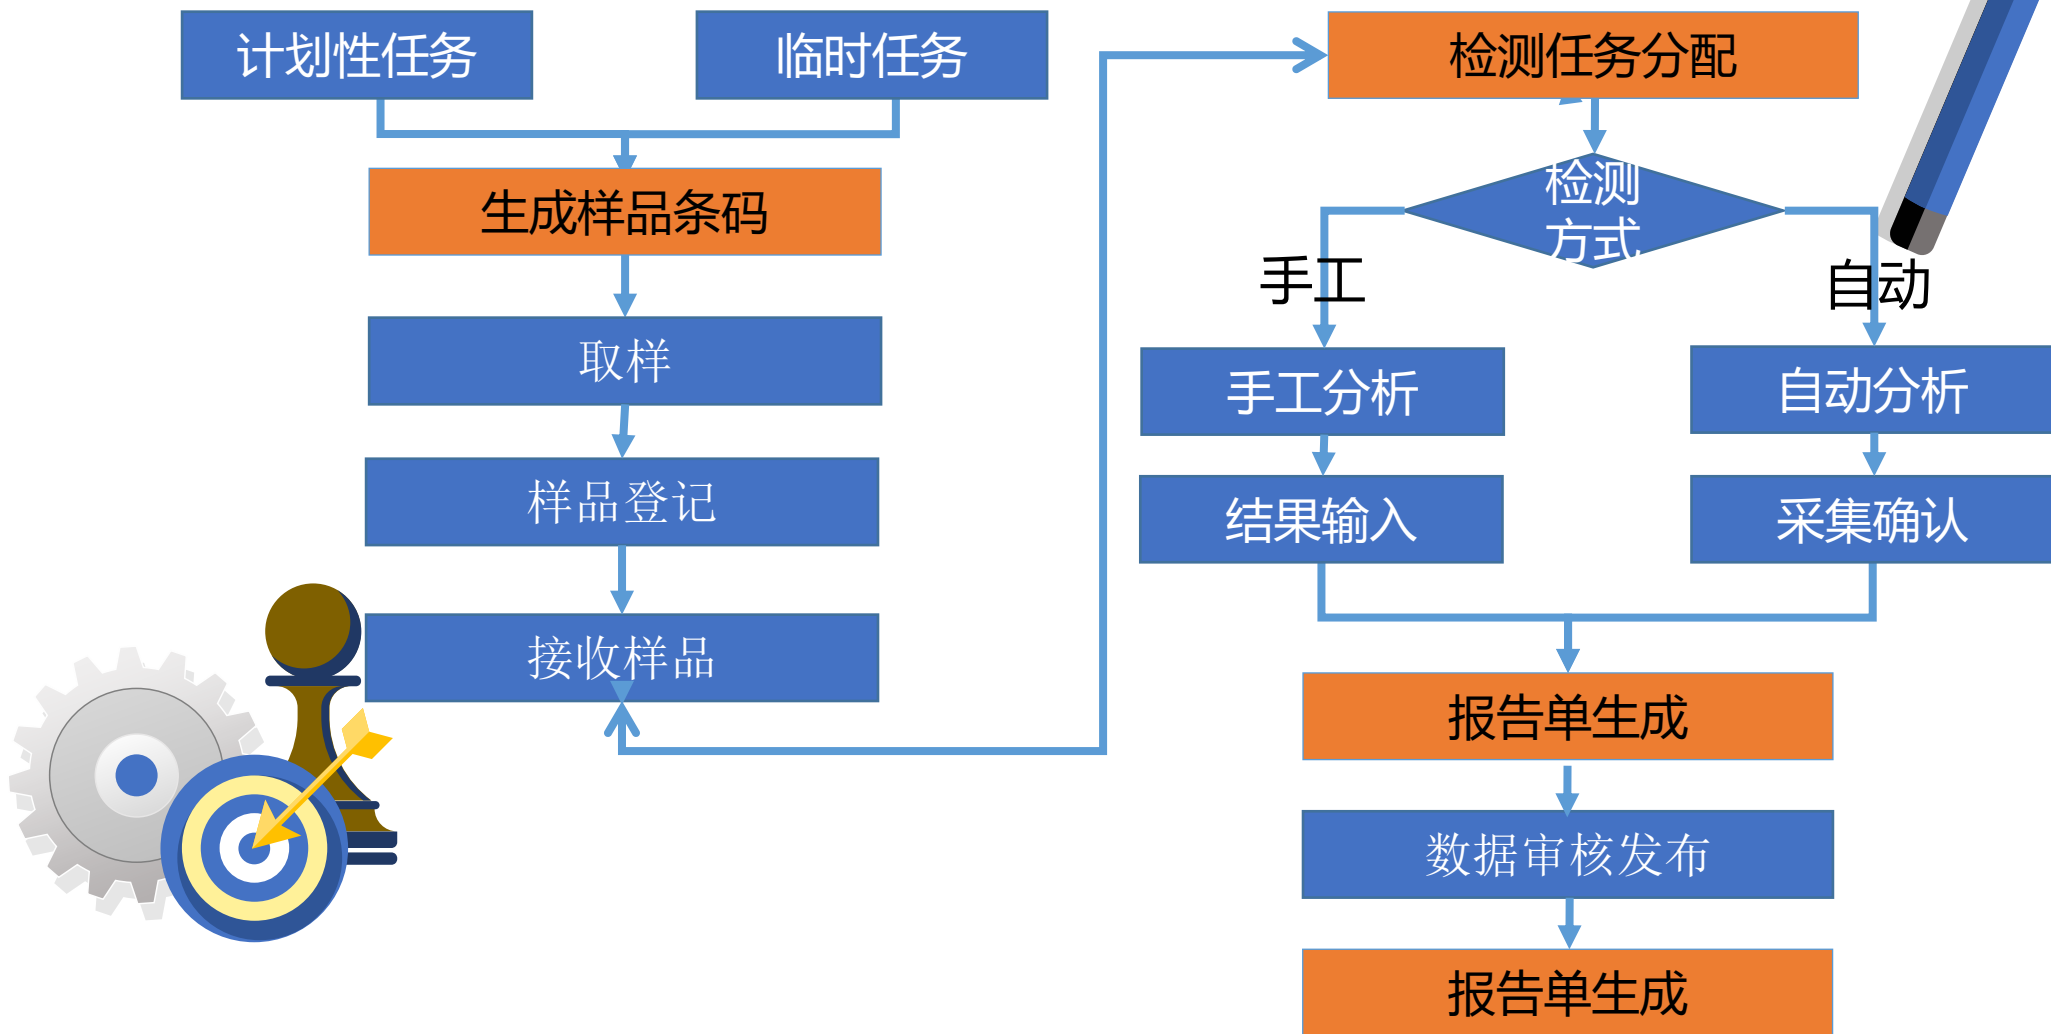 计划性任务
临时任务
生成样品条码
取样
样品登记
接收样品
检测任务分配
检测
方式
手工
自动
手工分析
自动分析
结果输入
采集确认
报告单生成
数据审核发布
报告单生成